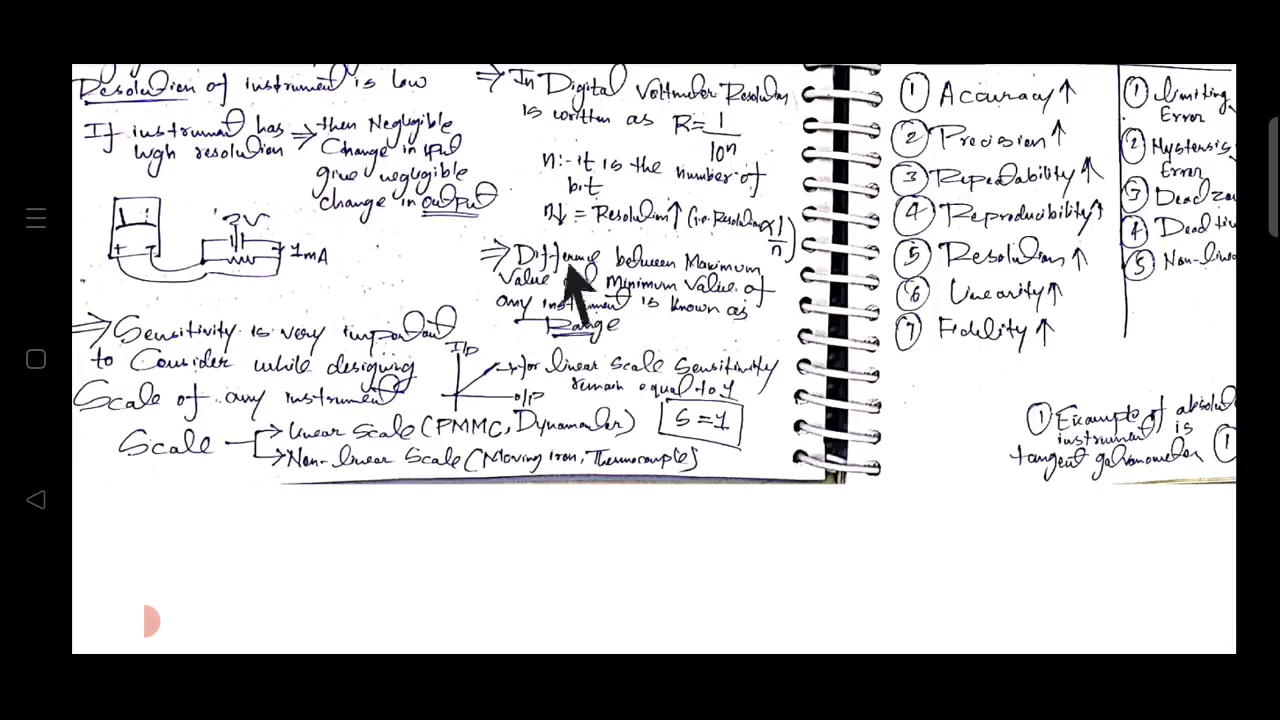 Resolution of instrument is low
If instrument has high resolution ⇒ then Negligible
Change in i/pul
give negligible
change in output
2V
+ -
1mA
⇒ Sensitivity is very important
to Consider while designing
Scale of any instrument
I/P
O/P
→ for linear scale Sensitivity
remain equal to 1
S = 1
Scale → Linear Scale (PMMC, Dynamometer)
→ Non-linear Scale (Moving iron, Thermocouple)
⇒ In Digital Voltmeter Resolution
is written as R = 1/10ⁿ
n:- it is the number of
bit
n↓ = Resolution↑ (i.e. Resolution ∝ 1/n)
⇒ Difference between Maximum
Value Minimum Value of
any instrument is known as
Range
① Accuracy ↑
② Precision ↑
③ Repeatability ↑
④ Reproducibility ↑
⑤ Resolution ↑
⑥ Linearity ↑
⑦ Fidelity ↑
① limiting
Error
② Hystersis
Error
③ Dead
④ Dead
⑤ Non-
① Example of
instrument is
tangent galvanometer ①